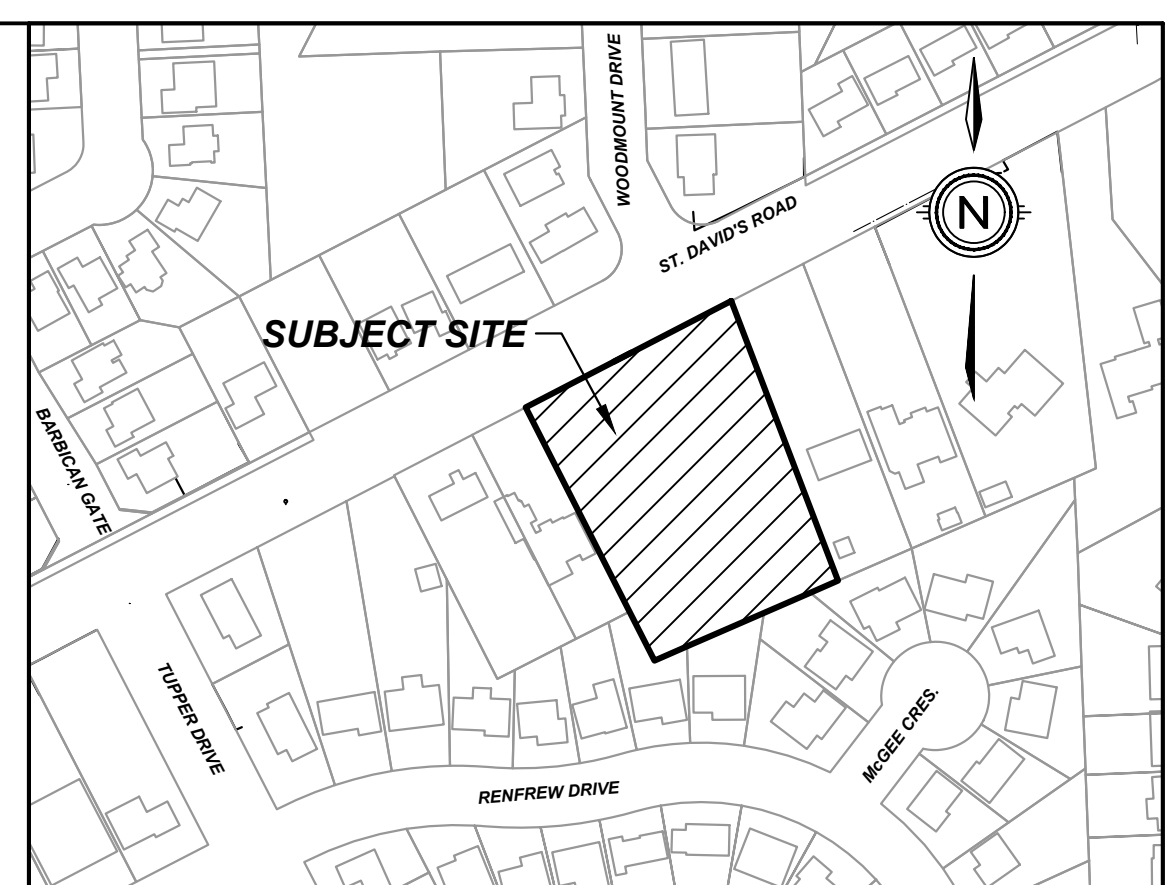 WOODMOUNT DRIVE
ST. DAVID'S ROAD
N
SUBJECT SITE
BARBICAN GATE
TUPPER DRIVE
McGEE CRES.
RENFREW DRIVE